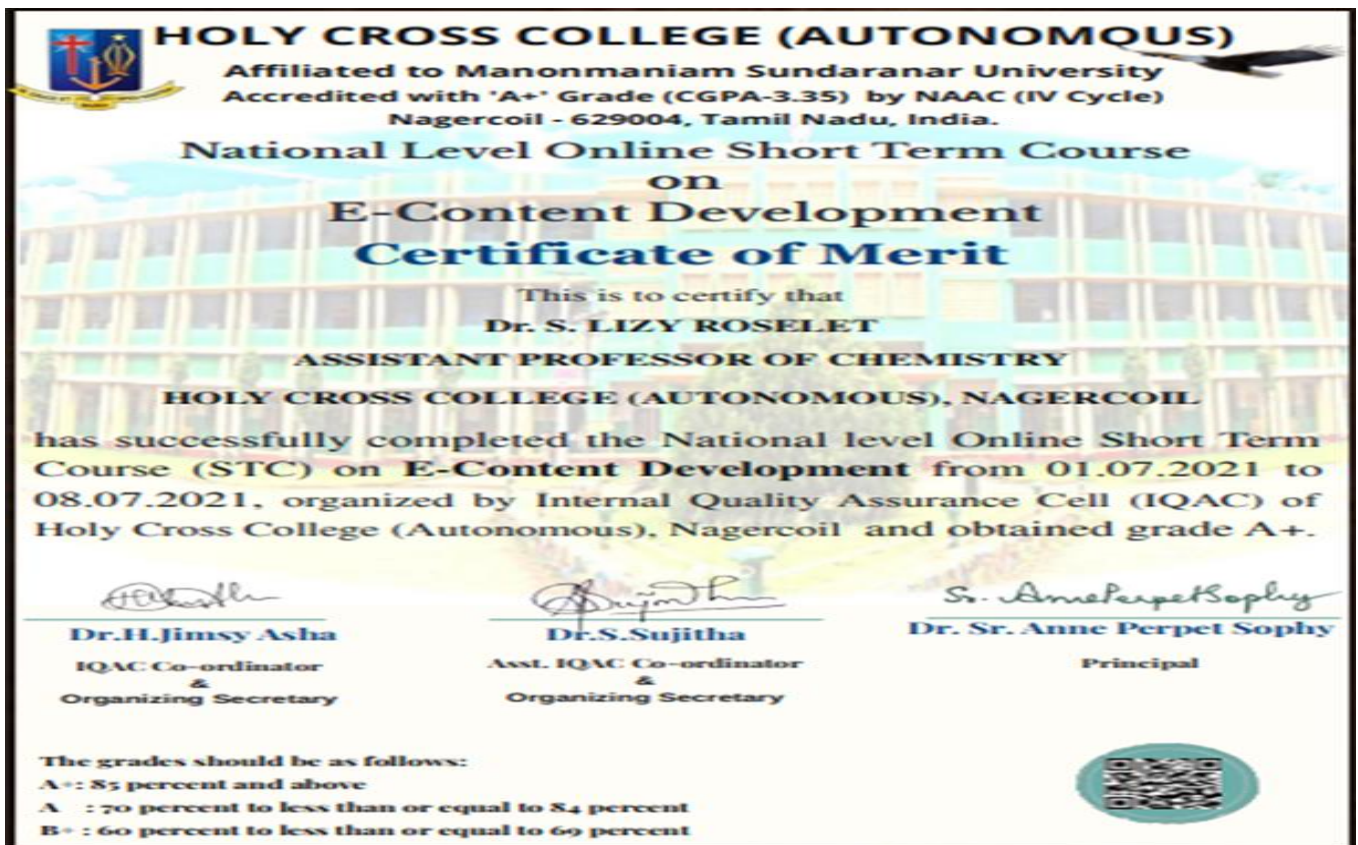 HOLY CROSS COLLEGE (AUTONOMOUS)
Affiliated to Manonmaniam Sundaranar University
Accredited with 'A+' Grade (CGPA-3.35) by NAAC (IV Cycle)
Nagercoil - 629004, Tamil Nadu, India.
National Level Online Short Term Course
on
E-Content Development
Certificate of Merit
This is to certify that
Dr. S. LIZY ROSELET
ASSISTANT PROFESSOR OF CHEMISTRY
HOLY CROSS COLLEGE (AUTONOMOUS), NAGERCOIL
has successfully completed the National level Online Short Term
Course (STC) on E-Content Development from 01.07.2021 to
08.07.2021, organized by Internal Quality Assurance Cell (IQAC) of
Holy Cross College (Autonomous), Nagercoil and obtained grade A+.
Sr. AnnePerpetSophy
Dr.H.Jimsy Asha
Dr.S.Sujitha
Dr. Sr. Anne Perpet Sophy
IQAC Co-ordinator
&
Organizing Secretary
Asst. IQAC Co-ordinator
&
Organizing Secretary
Principal
The grades should be as follows:
A+: 85 percent and above
A : 70 percent to less than or equal to 84 percent
B+ : 60 percent to less than or equal to 69 percent